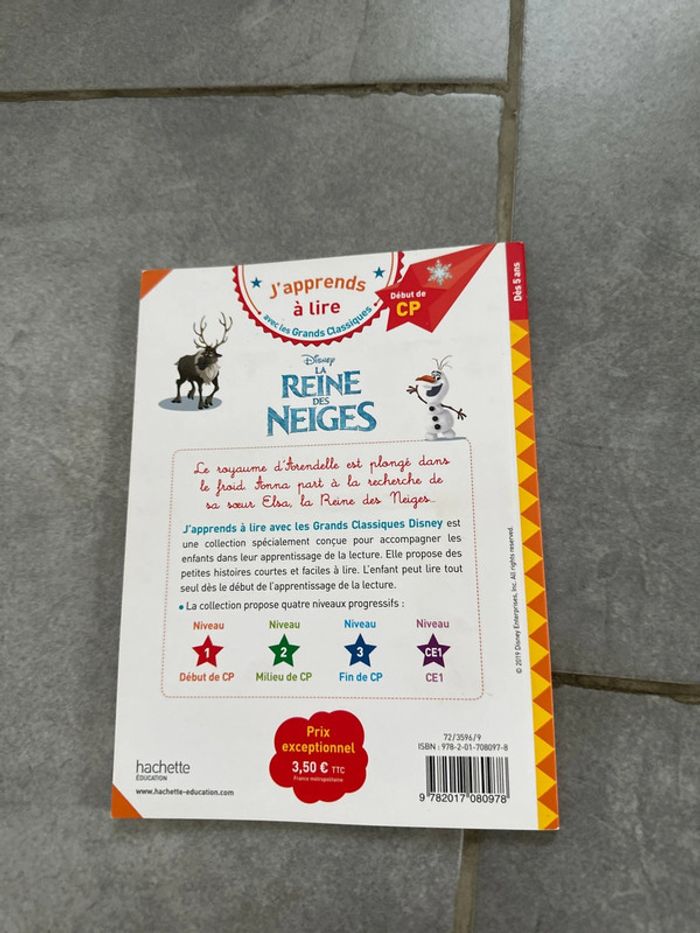 J'apprends
à lire
avec les Grands Classiques
Début de
CP
Dès 5 ans
Disney
LA
REINE
DES
NEIGES
Le royaume d'Arendelle est plongé dans
le froid. Anna part à la recherche de
sa sœur Elsa, la Reine des Neiges...
J'apprends à lire avec les Grands Classiques Disney est
une collection spécialement conçue pour accompagner les
enfants dans leur apprentissage de la lecture. Elle propose des
petites histoires courtes et faciles à lire. L'enfant peut lire tout
seul dès le début de l'apprentissage de la lecture.
• La collection propose quatre niveaux progressifs :
Niveau Niveau Niveau Niveau
1 2 3 CE1
Début de CP Milieu de CP Fin de CP CE1
© 2019 Disney Enterprises, Inc. All rights reserved.
Prix
exceptionnel
3,50 € TTC
France métropolitaine
hachette
ÉDUCATION
www.hachette-education.com
72/3596/9
ISBN : 978-2-01-708097-8
9 782017 080978